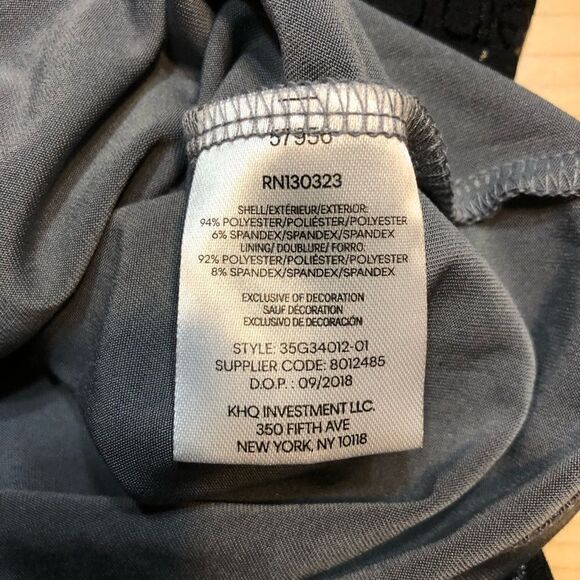 57956
RN130323
SHELL/EXTÉRIEUR/EXTERIOR:
94% POLYESTER/POLIÉSTER/POLYESTER
6% SPANDEX/SPANDEX/SPANDEX
LINING/ DOUBLURE/ FORRO:
92% POLYESTER/POLIÉSTER/POLYESTER
8% SPANDEX/SPANDEX/SPANDEX
EXCLUSIVE OF DECORATION
SAUF DÉCORATION
EXCLUSIVO DE DECORACIÓN
STYLE: 35G34012-01
SUPPLIER CODE: 8012485
D.O.P. : 09/2018
KHQ INVESTMENT LLC.
350 FIFTH AVE
NEW YORK, NY 10118